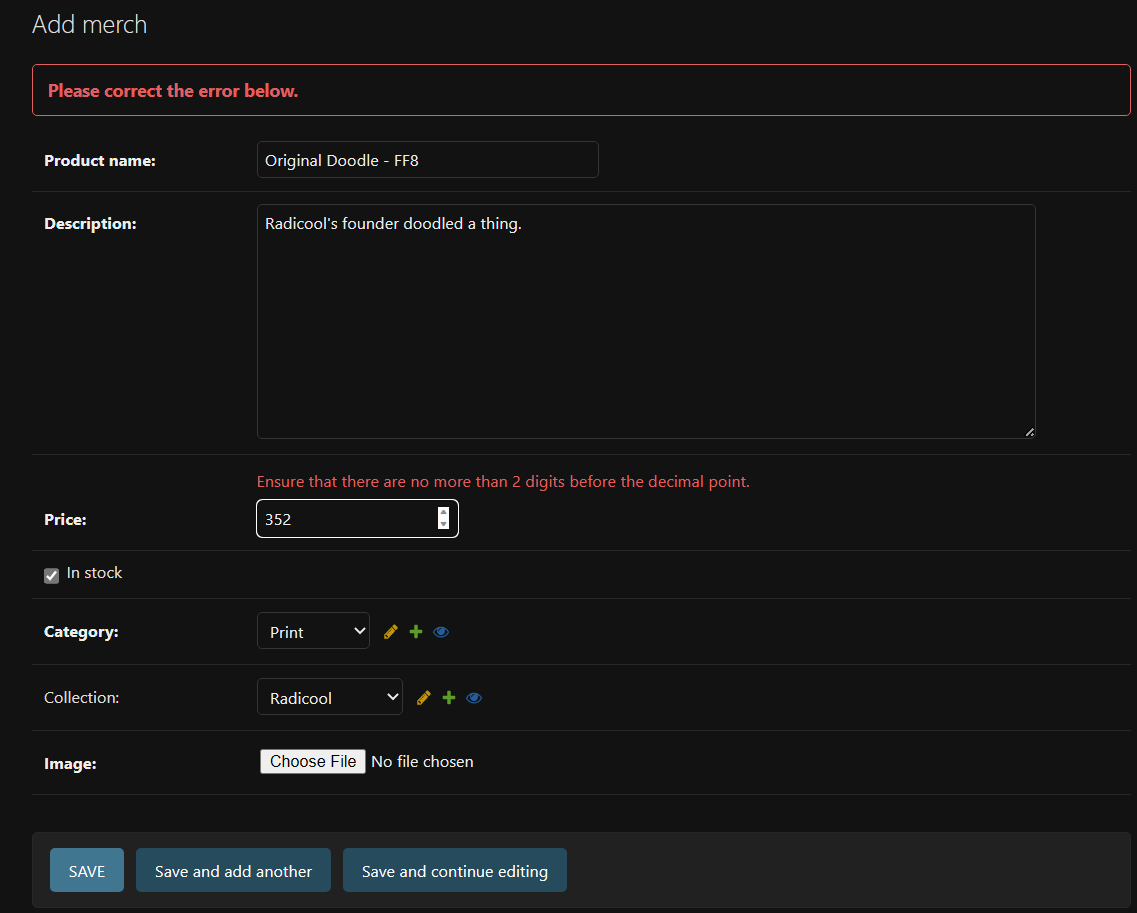 Add merch
Please correct the error below.
Product name: Original Doodle - FF8
Description: Radicool's founder doodled a thing.
Ensure that there are no more than 2 digits before the decimal point.
Price: 352
In stock
Category: Print
Collection: Radicool
Image: Choose File No file chosen
SAVE Save and add another Save and continue editing